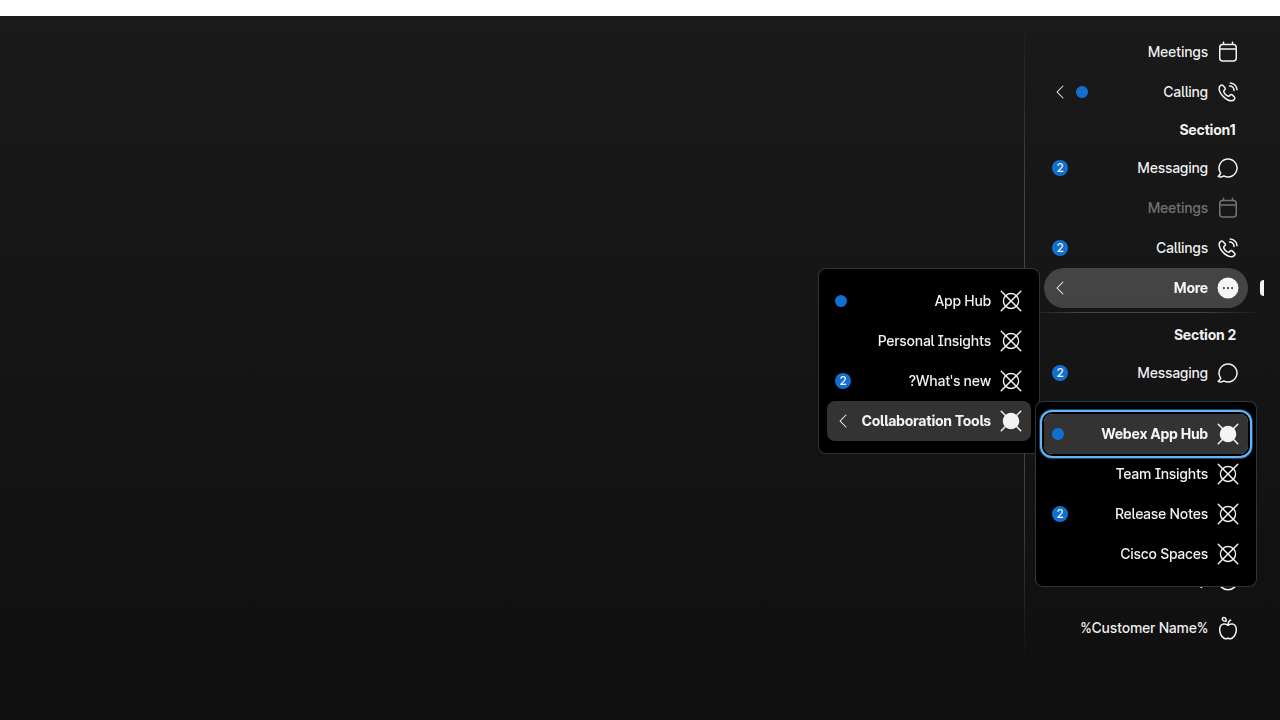 Meetings
Calling
Section1
2 Messaging
Meetings
2 Callings
More
App Hub
Personal Insights
2 ?What's new
Collaboration Tools
Section 2
2 Messaging
Webex App Hub
Team Insights
2 Release Notes
Cisco Spaces
%Customer Name%